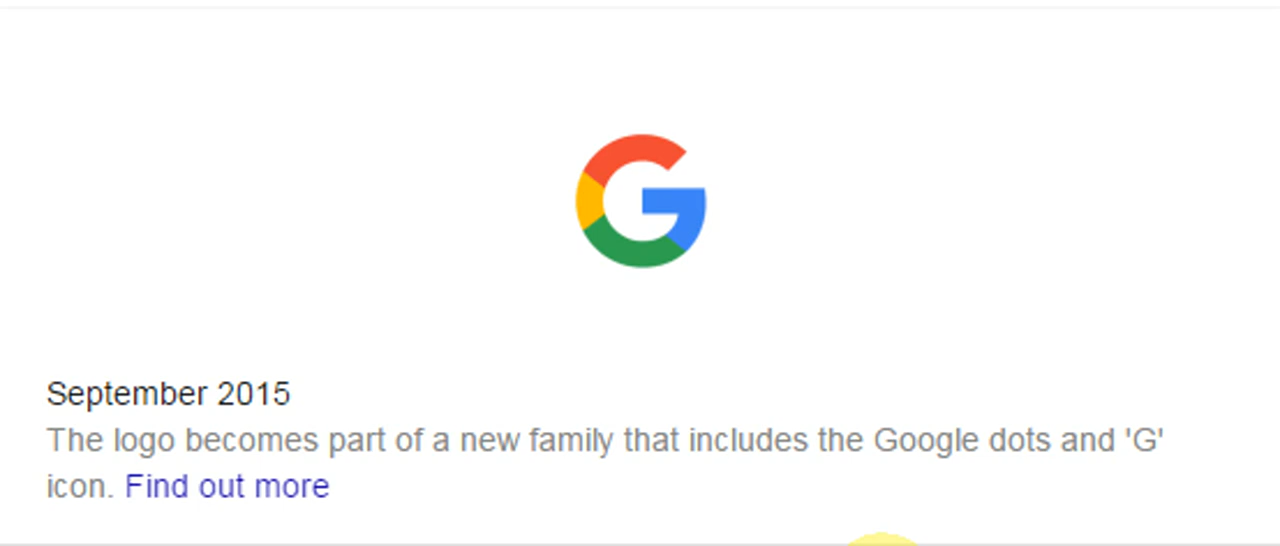 G
September 2015
The logo becomes part of a new family that includes the Google dots and 'G'
icon. Find out more